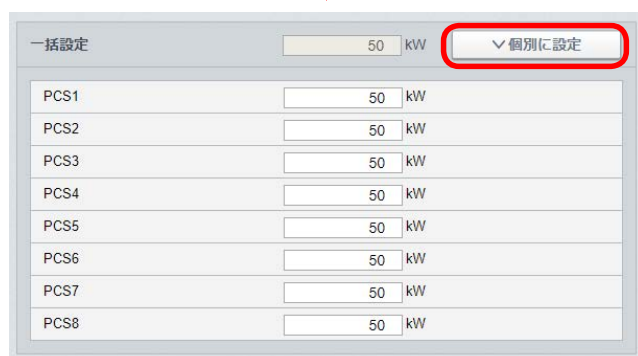 一括設定 50 kW ∨個別に設定
PCS1 50 kW
PCS2 50 kW
PCS3 50 kW
PCS4 50 kW
PCS5 50 kW
PCS6 50 kW
PCS7 50 kW
PCS8 50 kW